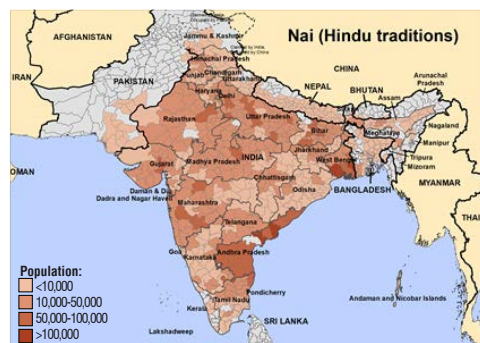 Nai (Hindu traditions)
AFGHANISTAN
Jammu & Kashmir
CHINA
Himachal Pradesh
Punjab
Chandigarh
Uttarakhand
PAKISTAN
Haryana
Delhi
NEPAL
BHUTAN
Arunachal
Pradesh
IRAN
Assam
Rajasthan
Uttar Pradesh
Bihar
Nagaland
Meghalaya
Manipur
Jharkhand
Tripura
Mizoram
Gujarat
Madhya Pradesh
INDIA
West Bengal
OMAN
Chhattisgarh
BANGLADESH
MYANMAR
Daman & Diu
Dadra and Nagar Haveli
Odisha
Maharashtra
THAI
Telangana
Goa
Karnataka
Andhra Pradesh
Population:
<10,000
10,000-50,000
50,000-100,000
>100,000
Pondicherry
Tamil Nadu
Kerala
Andaman and Nicobar Islands
Lakshadweep
SRI LANKA